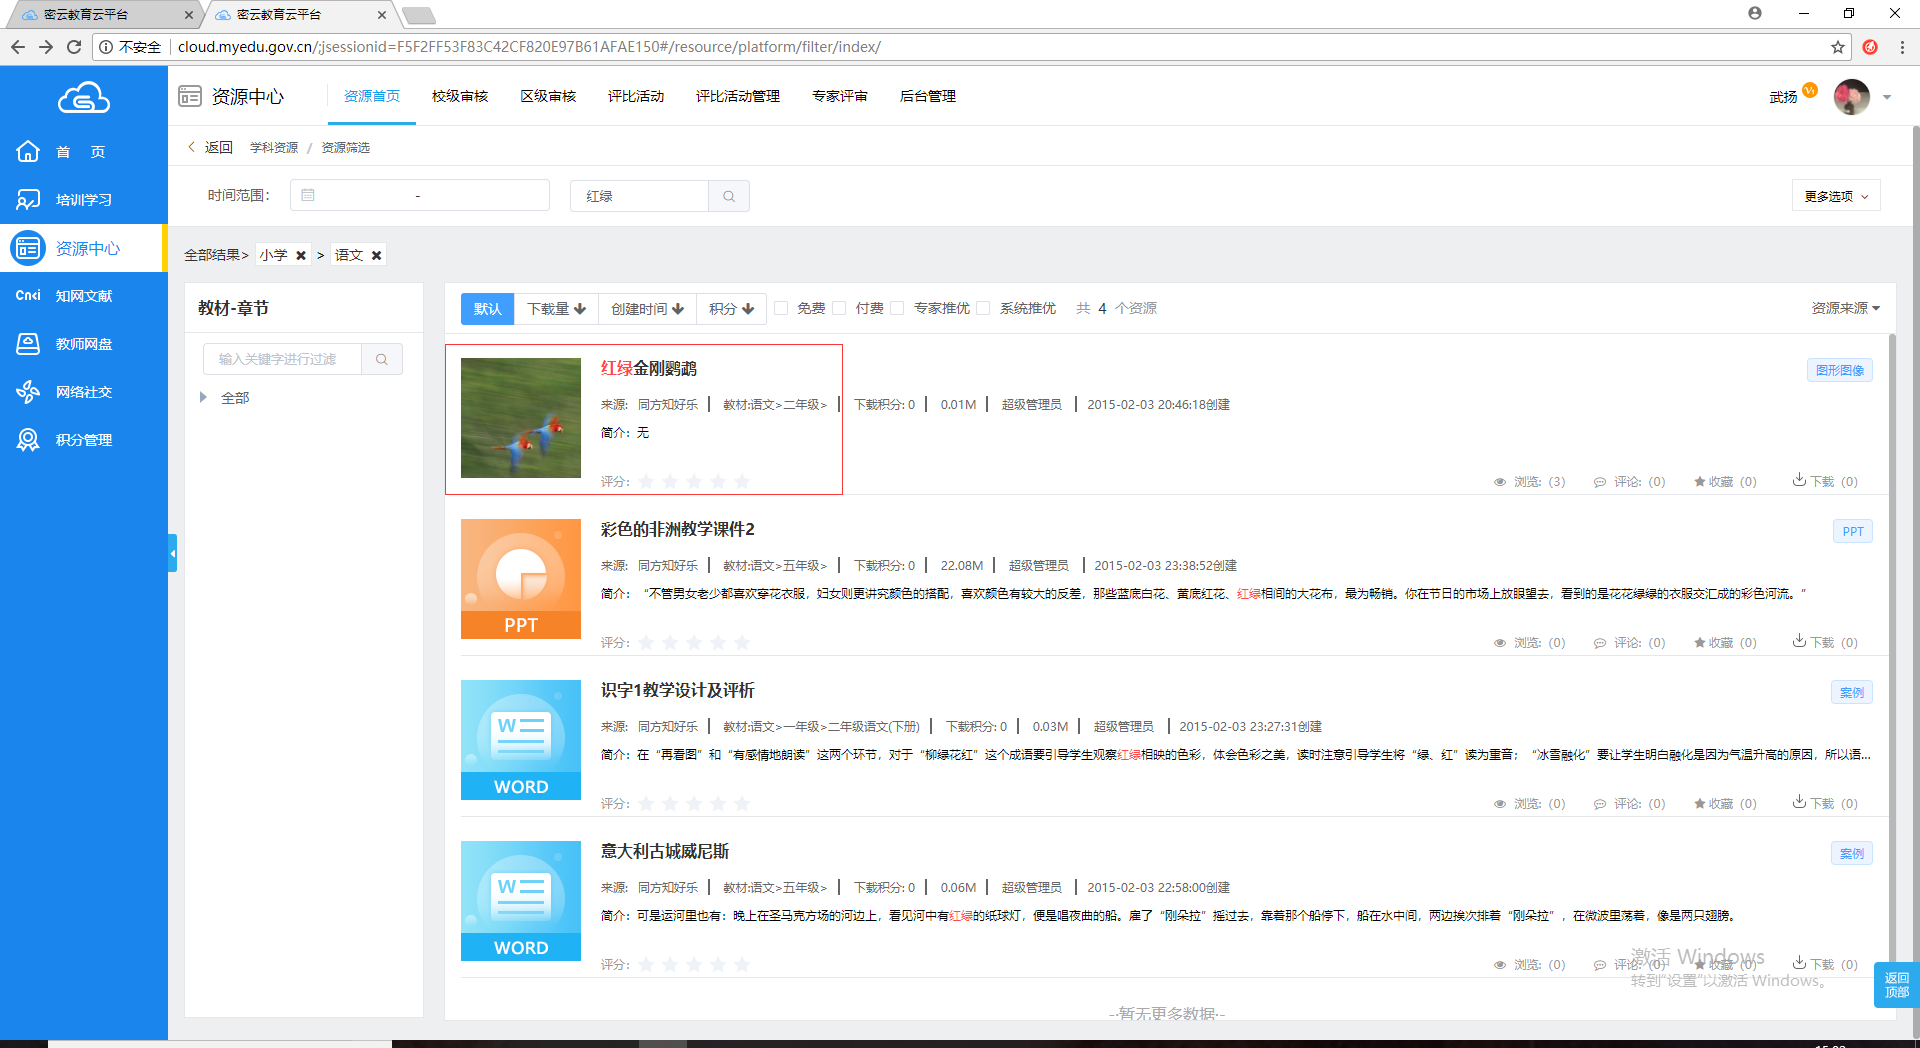 密云教育云平台
密云教育云平台
不安全 cloud.myedu.gov.cn/;jsessionid=F5F2FF53F83C42CF820E97B61AFAE150#/resource/platform/filter/index/
资源中心 资源首页 校级审核 区级审核 评比活动 评比活动管理 专家评审 后台管理 武扬
首 页
培训学习
资源中心
Cnki 知网文献
教师网盘
网络社交
积分管理
返回 学科资源 / 资源筛选
时间范围: - 红绿 更多选项
全部结果> 小学 ✖ > 语文 ✖
教材-章节
输入关键字进行过滤
全部
默认 下载量 创建时间 积分 免费 付费 专家推优 系统推优 共 4 个资源 资源来源
红绿金刚鹦鹉 图形图像
来源: 同方知好乐 | 教材:语文>二年级> | 下载积分: 0 | 0.01M | 超级管理员 | 2015-02-03 20:46:18创建
简介: 无
评分: 浏览: (3) 评论: (0) 收藏 (0) 下载 (0)
彩色的非洲教学课件2 PPT
PPT
来源: 同方知好乐 | 教材:语文>五年级> | 下载积分: 0 | 22.08M | 超级管理员 | 2015-02-03 23:38:52创建
简介: “不管男女老少都喜欢穿花衣服，妇女则更讲究颜色的搭配，喜欢颜色有较大的反差，那些蓝底白花、黄底红花、红绿相间的大花布，最为畅销。你在节日的市场上放眼望去，看到的是花花绿绿的衣服交汇成的彩色河流。”
评分: 浏览: (0) 评论: (0) 收藏 (0) 下载 (0)
识字1教学设计及评析 案例
W
WORD
来源: 同方知好乐 | 教材:语文>一年级>二年级语文(下册) | 下载积分: 0 | 0.03M | 超级管理员 | 2015-02-03 23:27:31创建
简介: 在“再看图”和“有感情地朗读”这两个环节，对于“柳绿花红”这个成语要引导学生观察红绿相映的色彩，体会色彩之美，读时注意引导学生将“绿、红”读为重音；“冰雪融化”要让学生明白融化是因为气温升高的原因，所以语...
评分: 浏览: (0) 评论: (0) 收藏 (0) 下载 (0)
意大利古城威尼斯 案例
W
WORD
来源: 同方知好乐 | 教材:语文>五年级> | 下载积分: 0 | 0.06M | 超级管理员 | 2015-02-03 22:58:00创建
简介: 可是运河里也有：晚上在圣马克方场的河边上，看见河中有红绿的纸球灯，便是唱夜曲的船。雇了“刚朵拉”摇过去，靠着那个船停下，船在水中间，两边挨次排着“刚朵拉”，在微波里荡着，像是两只翅膀。
评分: 浏览: (0) 评论: (0) 收藏 (0) 下载 (0)
激活 Windows
转到“设置”以激活 Windows。
返回
顶部
-·暂无更多数据·-